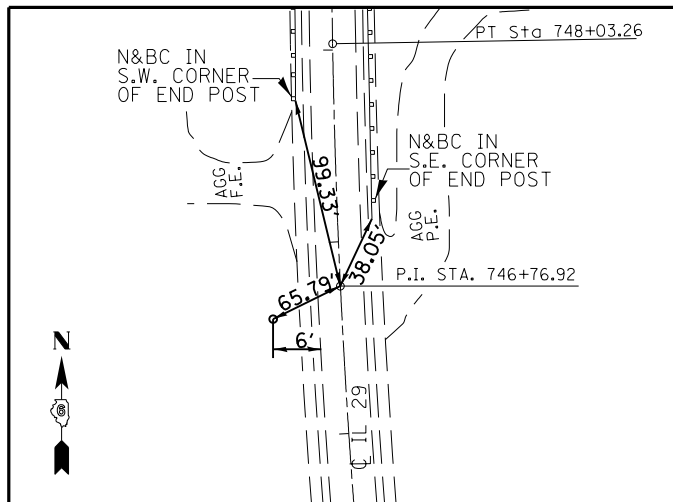 PT Sta 748+03.26
N&BC IN
S.W. CORNER
OF END POST
N&BC IN
S.E. CORNER
OF END POST
99.33'
AGG
F.E.
AGG
P.E.
38.05'
P.I. STA. 746+76.92
65.79'
6'
N
6
C IL 29